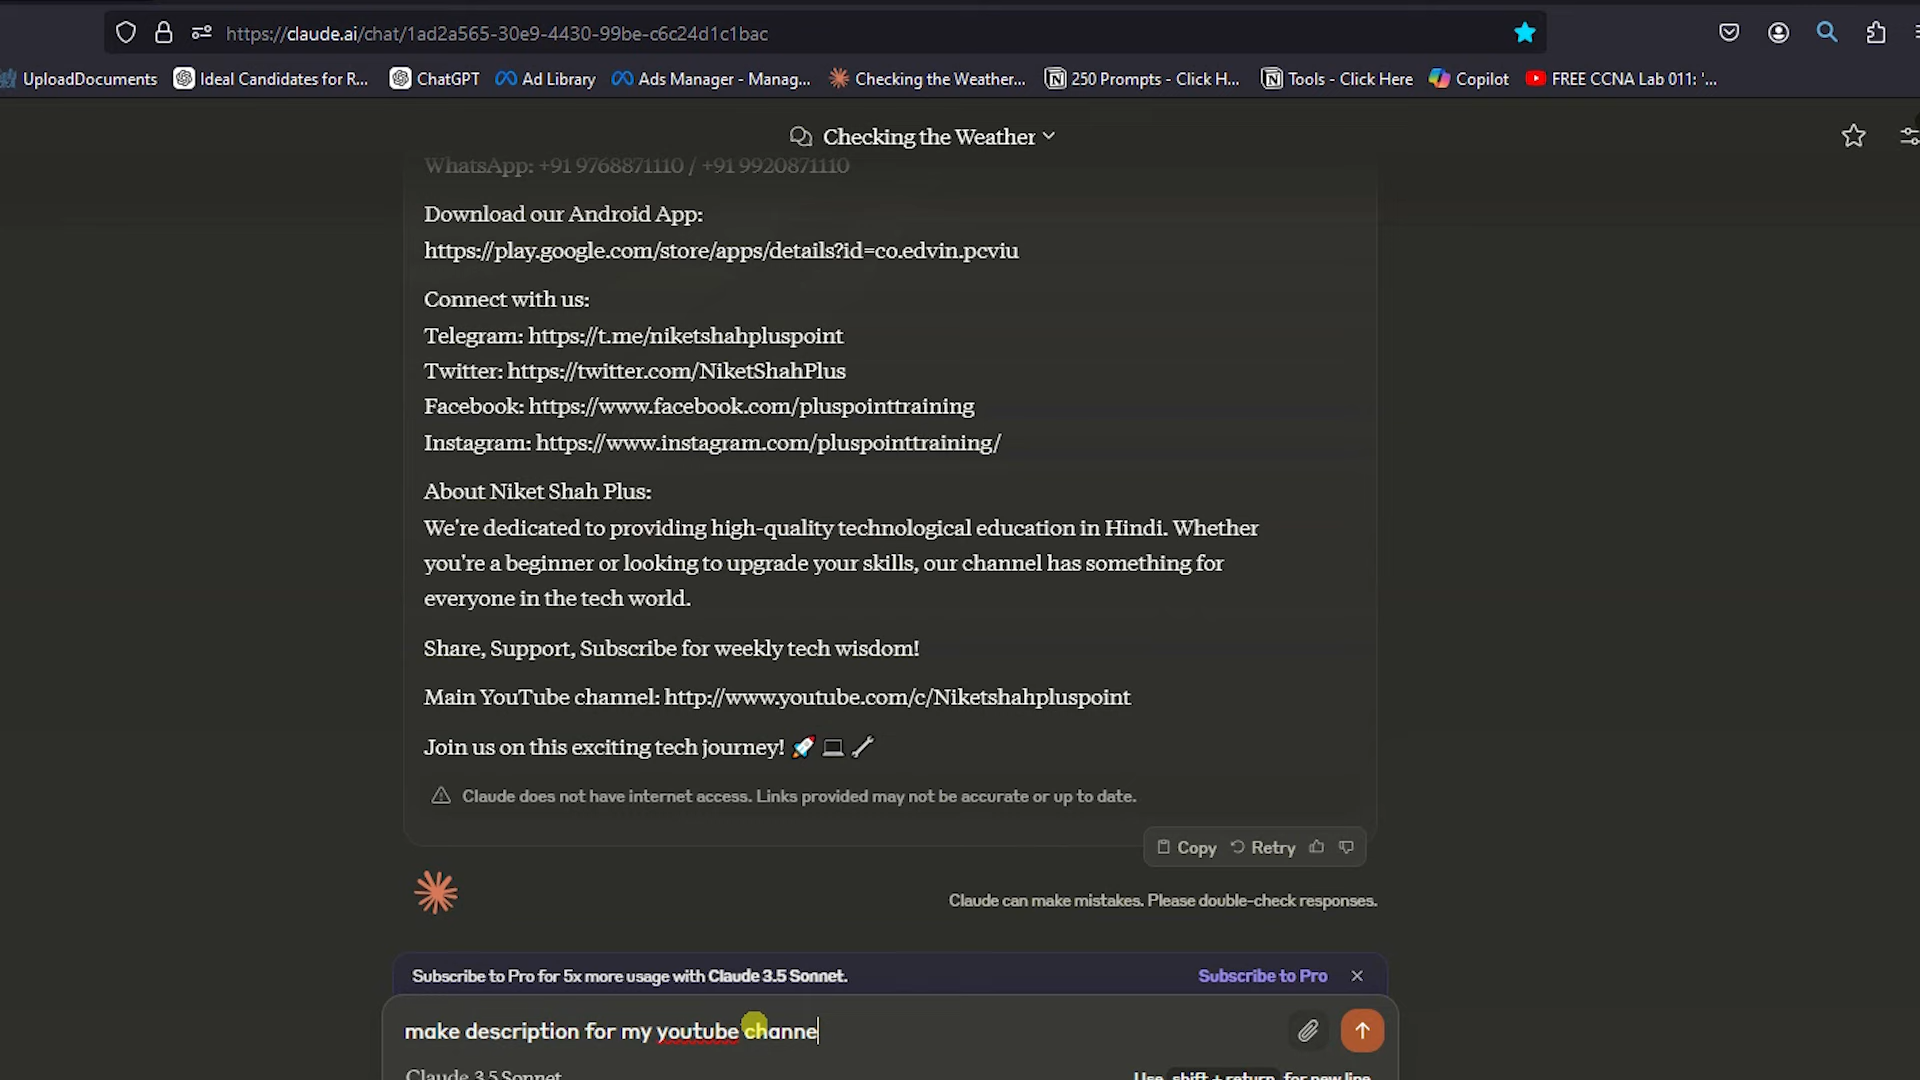 https://claude.ai/chat/1ad2a565-30e9-4430-99be-c6c24d1c1bac
UploadDocuments Ideal Candidates for R... ChatGPT Ad Library Ads Manager - Manag... Checking the Weather... 250 Prompts - Click H... Tools - Click Here Copilot FREE CCNA Lab 011: '...
Checking the Weather
WhatsApp: +91 9768871110 / +91 9920871110
Download our Android App:
https://play.google.com/store/apps/details?id=co.edvin.pcviu
Connect with us:
Telegram: https://t.me/niketshahpluspoint
Twitter: https://twitter.com/NiketShahPlus
Facebook: https://www.facebook.com/pluspointtraining
Instagram: https://www.instagram.com/pluspointtraining/
About Niket Shah Plus:
We're dedicated to providing high-quality technological education in Hindi. Whether
you're a beginner or looking to upgrade your skills, our channel has something for
everyone in the tech world.
Share, Support, Subscribe for weekly tech wisdom!
Main YouTube channel: http://www.youtube.com/c/Niketshahpluspoint
Join us on this exciting tech journey! 🚀 💻 🔧
Claude does not have internet access. Links provided may not be accurate or up to date.
Copy Retry
Claude can make mistakes. Please double-check responses.
Subscribe to Pro for 5x more usage with Claude 3.5 Sonnet. Subscribe to Pro
make description for my youtube channe
Claude 3.5 Sonnet Use shift + return for new line